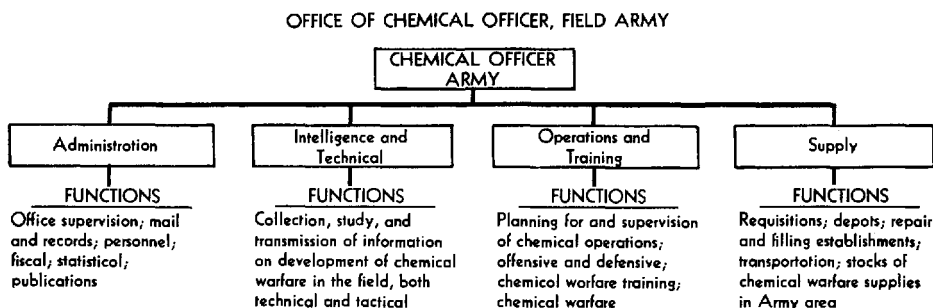 OFFICE OF CHEMICAL OFFICER, FIELD ARMY
CHEMICAL OFFICER
ARMY
Administration
Intelligence and
Technical
Operations and
Training
Supply
FUNCTIONS
Office supervision; mail
and records; personnel;
fiscal; statistical;
publications
FUNCTIONS
Collection, study, and
transmission of information
on development of chemical
warfare in the field, both
technical and tactical
FUNCTIONS
Planning for and supervision
of chemical operations;
offensive and defensive;
chemical warfare training;
chemical warfare
FUNCTIONS
Requisitions; depots; repair
and filling establishments;
transportation; stocks of
chemical warfare supplies
in Army area